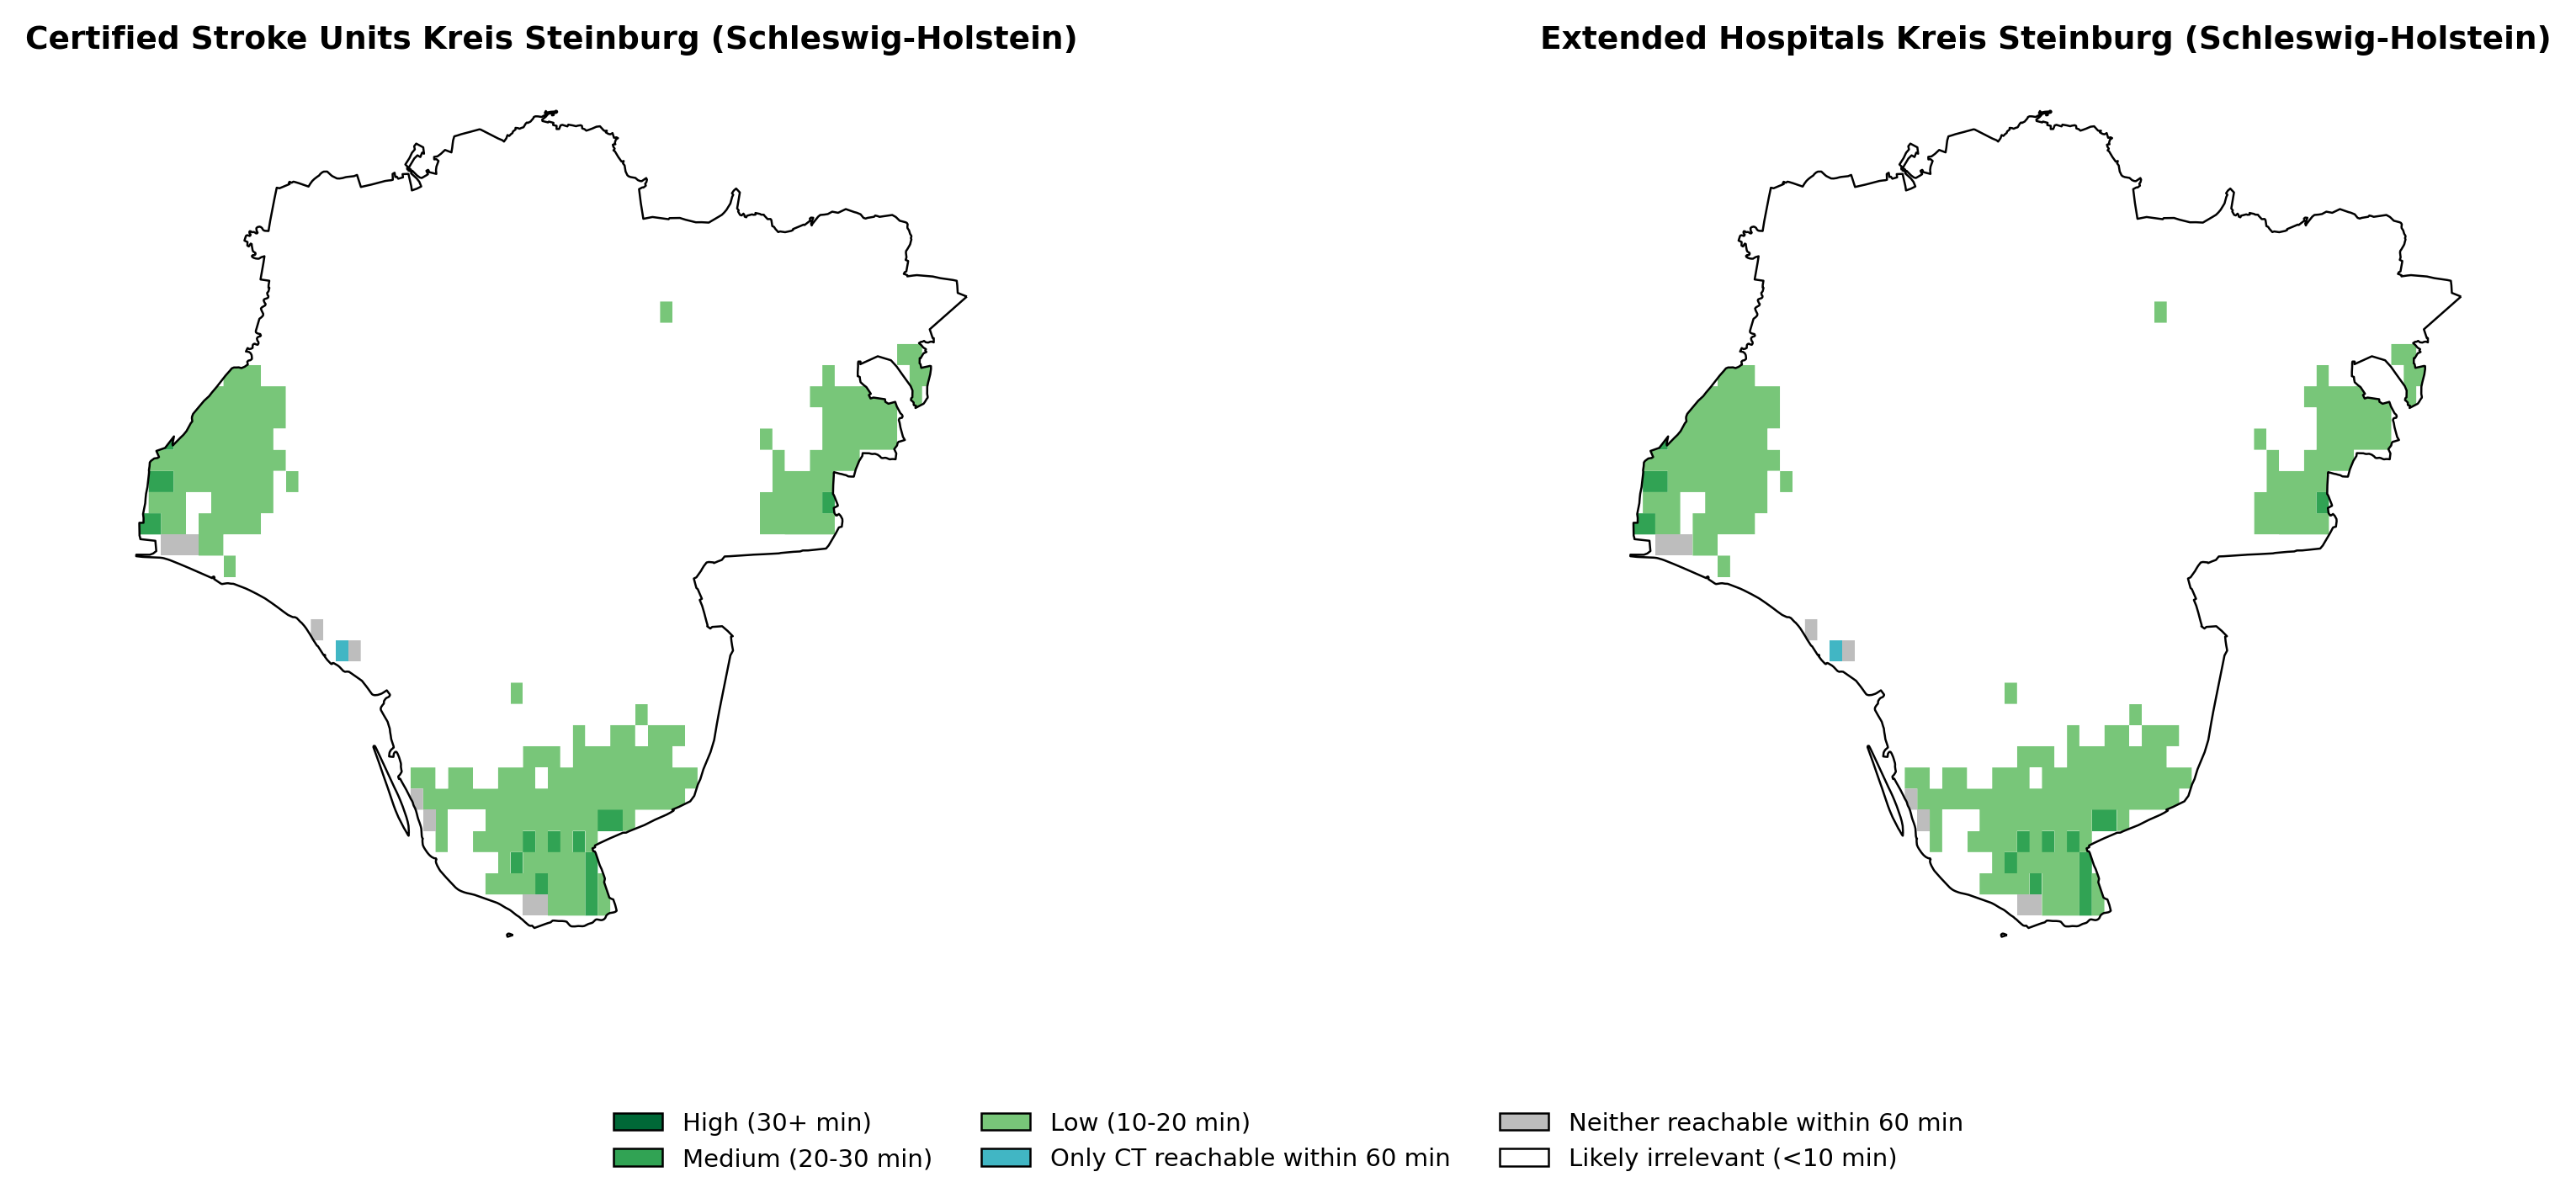 Certified Stroke Units Kreis Steinburg (Schleswig-Holstein)
Extended Hospitals Kreis Steinburg (Schleswig-Holstein)
High (30+ min)
Medium (20-30 min)
Low (10-20 min)
Only CT reachable within 60 min
Neither reachable within 60 min
Likely irrelevant (<10 min)